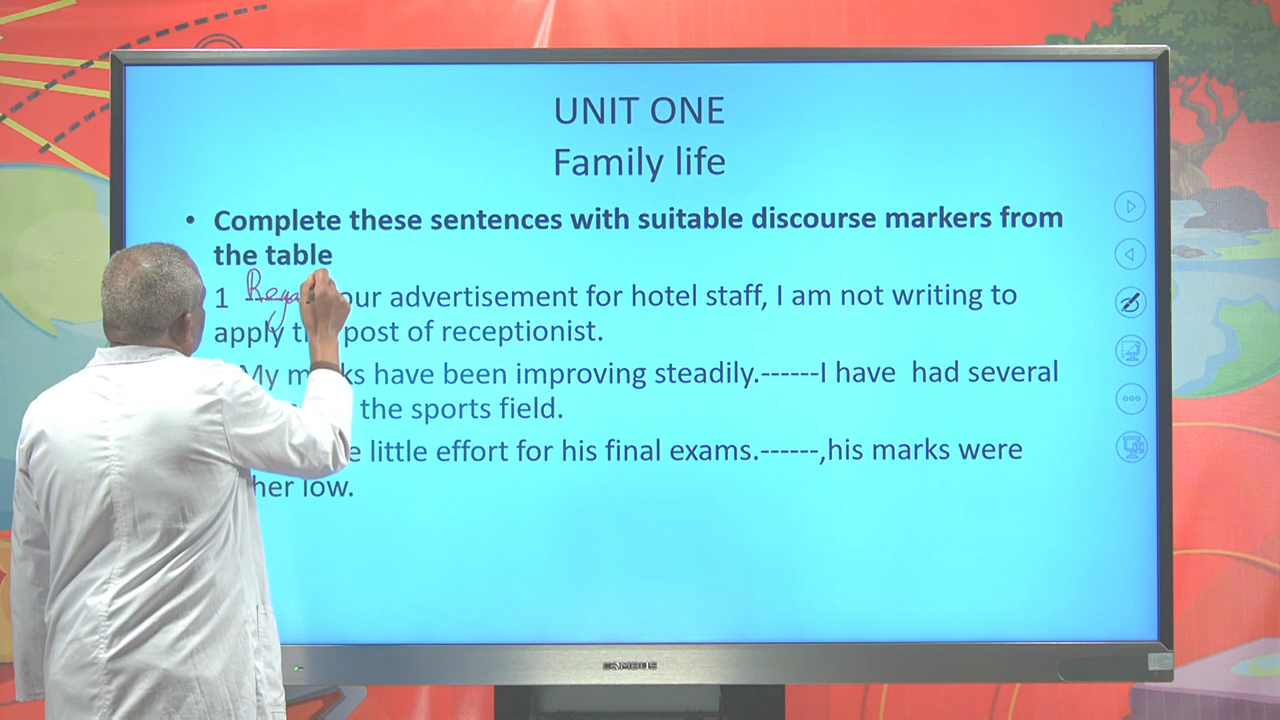 UNIT ONE
Family life
• Complete these sentences with suitable discourse markers from
the table
1 Rega our advertisement for hotel staff, I am not writing to
apply t post of receptionist.
My m ks have been improving steadily.------I have had several
the sports field.
e little effort for his final exams.------,his marks were
her low.
CAMBUS